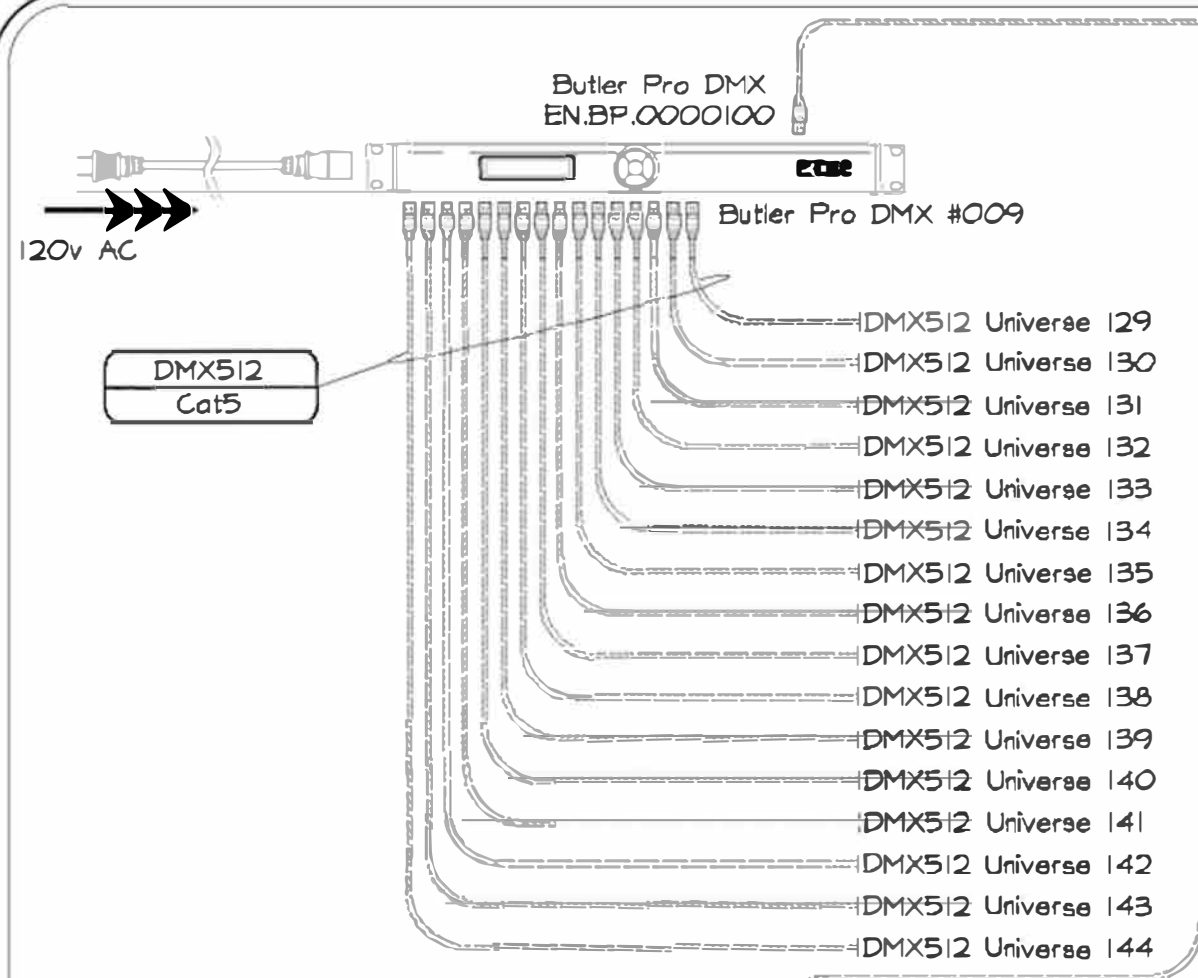 Butler Pro DMX
EN.BP.0000100
Butler Pro DMX #009
120v AC
DMX512
Cat5
DMX512 Universe 129
DMX512 Universe 130
DMX512 Universe 131
DMX512 Universe 132
DMX512 Universe 133
DMX512 Universe 134
DMX512 Universe 135
DMX512 Universe 136
DMX512 Universe 137
DMX512 Universe 138
DMX512 Universe 139
DMX512 Universe 140
DMX512 Universe 141
DMX512 Universe 142
DMX512 Universe 143
DMX512 Universe 144